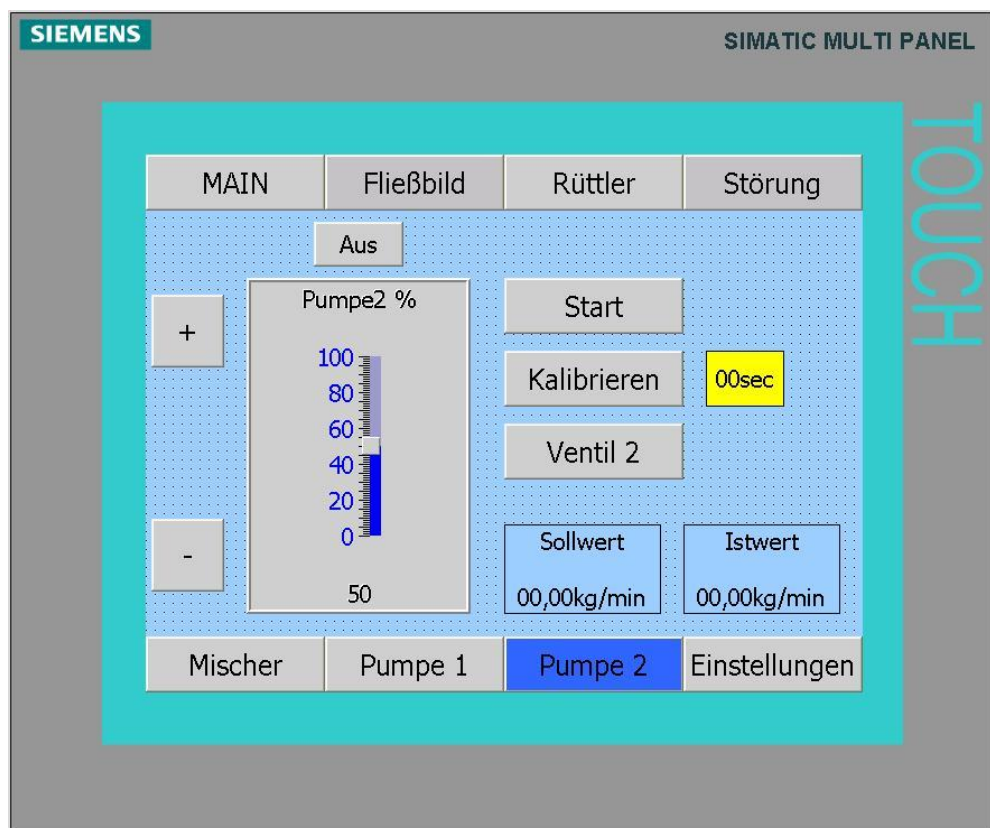 SIEMENS
SIMATIC MULTI PANEL
TOUCH
MAIN
Fließbild
Rüttler
Störung
Aus
Pumpe2 %
+
100
80
60
40
20
0
-
50
Start
Kalibrieren
00sec
Ventil 2
Sollwert
00,00kg/min
Istwert
00,00kg/min
Mischer
Pumpe 1
Pumpe 2
Einstellungen